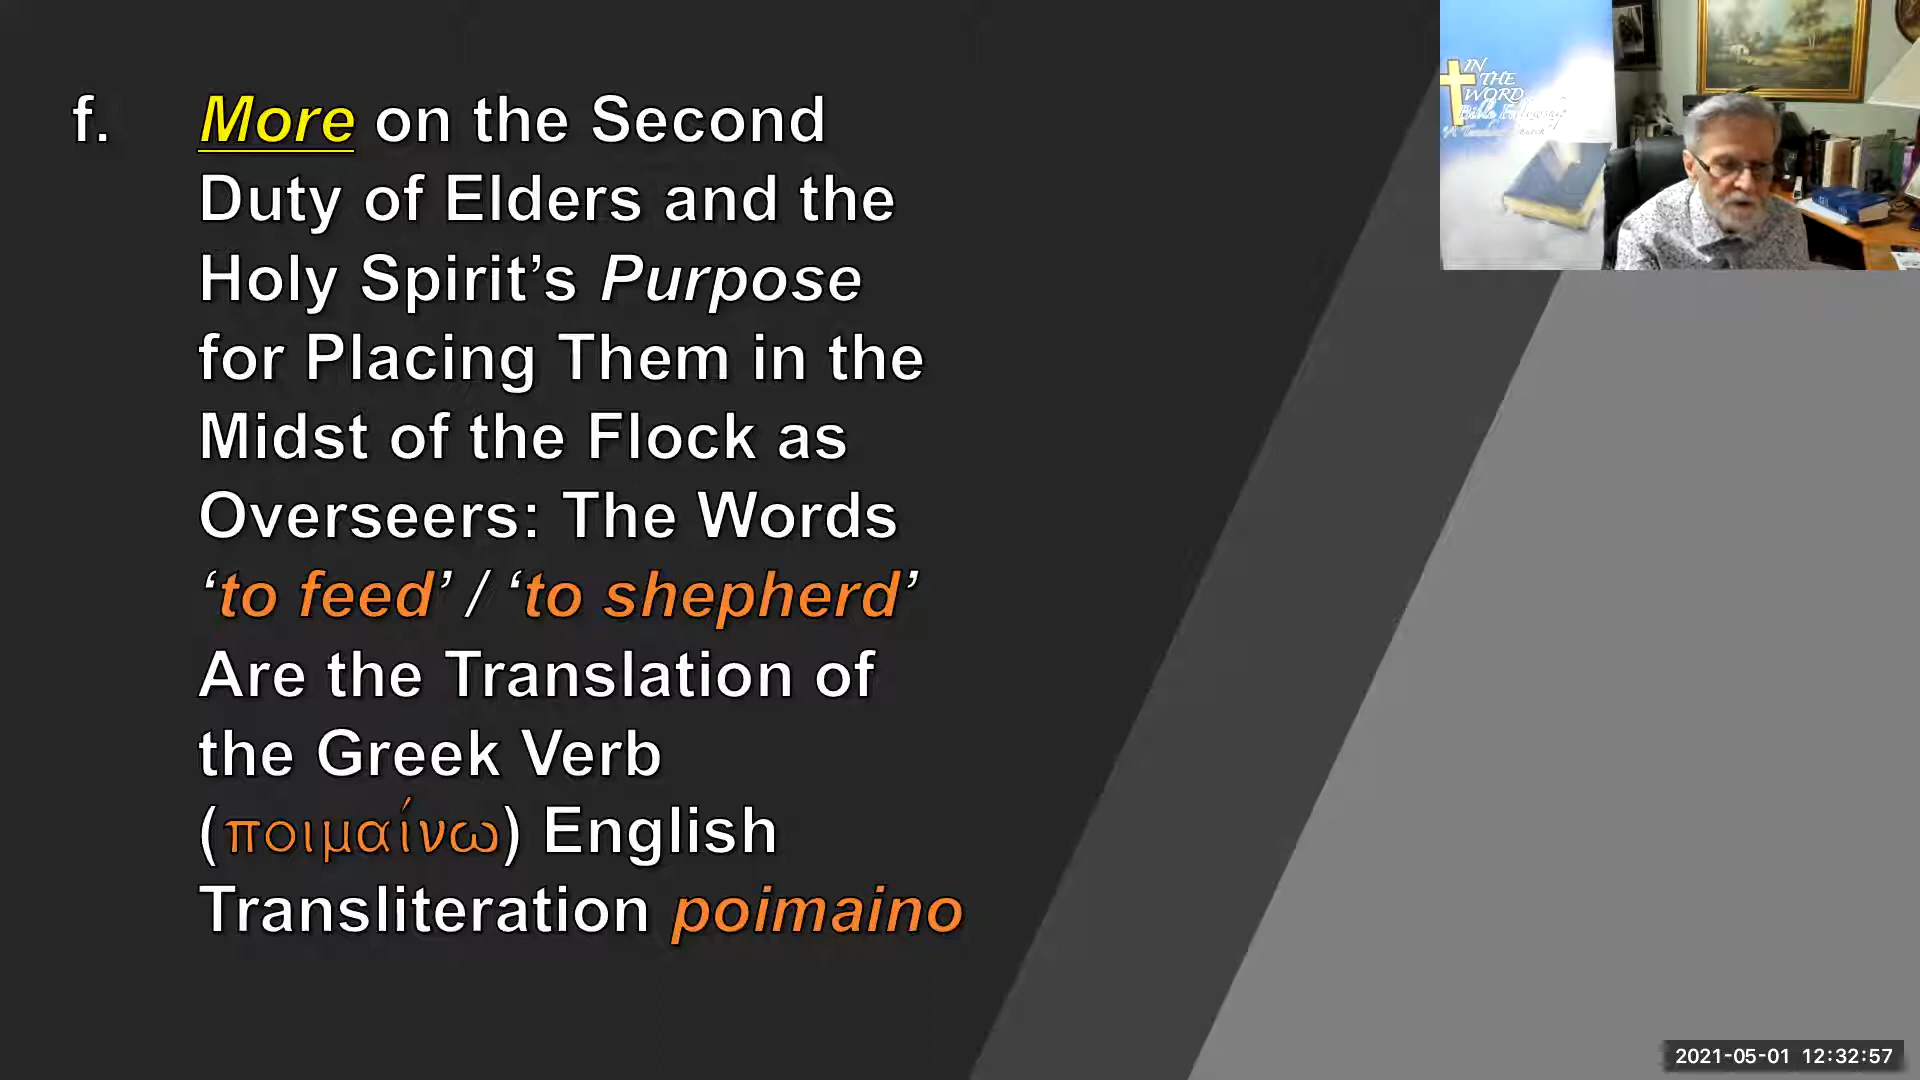 f. More on the Second
Duty of Elders and the
Holy Spirit’s Purpose
for Placing Them in the
Midst of the Flock as
Overseers: The Words
‘to feed’ / ‘to shepherd’
Are the Translation of
the Greek Verb
(ποιμαίνω) English
Transliteration poimaino
IN
THE
WORD
Bible Fellowship
2021-05-01 12:32:57